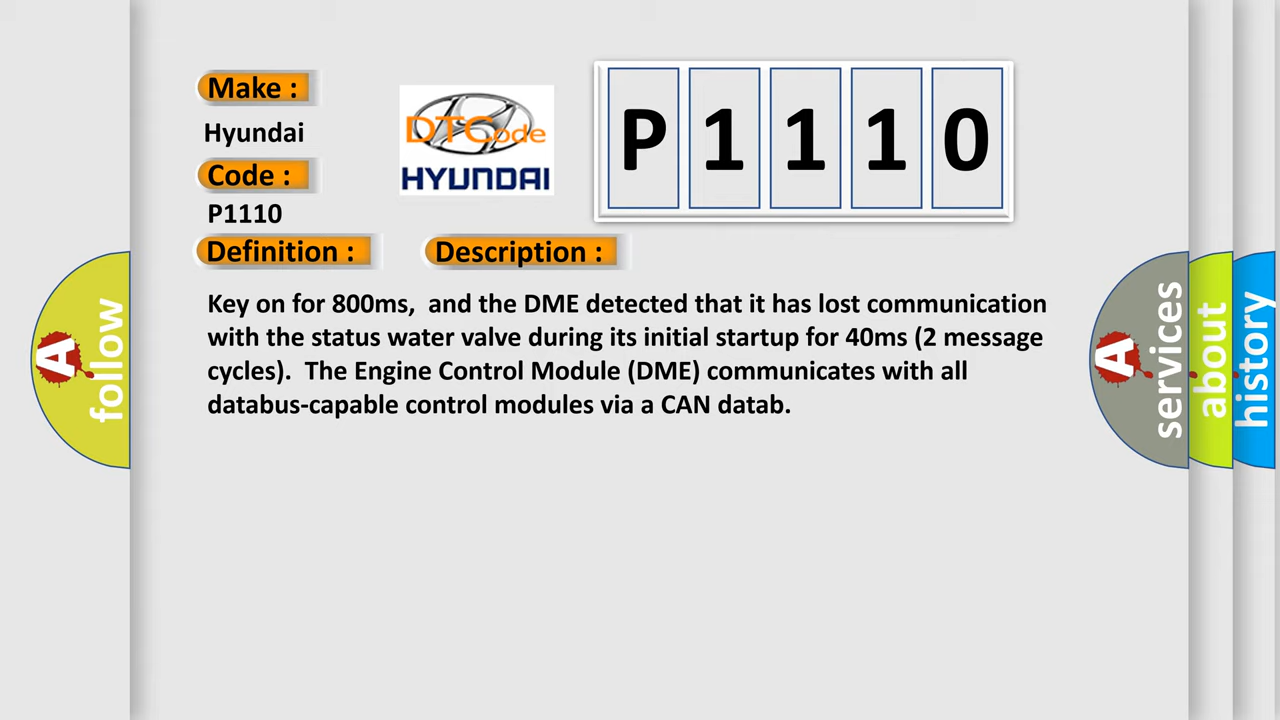 Make :
Hyundai
Code :
P1110
Definition :
Description :
DTCode
HYUNDAI
P 1 1 1 0
Key on for 800ms,  and the DME detected that it has lost communication
with the status water valve during its initial startup for 40ms (2 message
cycles).  The Engine Control Module (DME) communicates with all
databus-capable control modules via a CAN datab.
A
follow
A
services
about
history